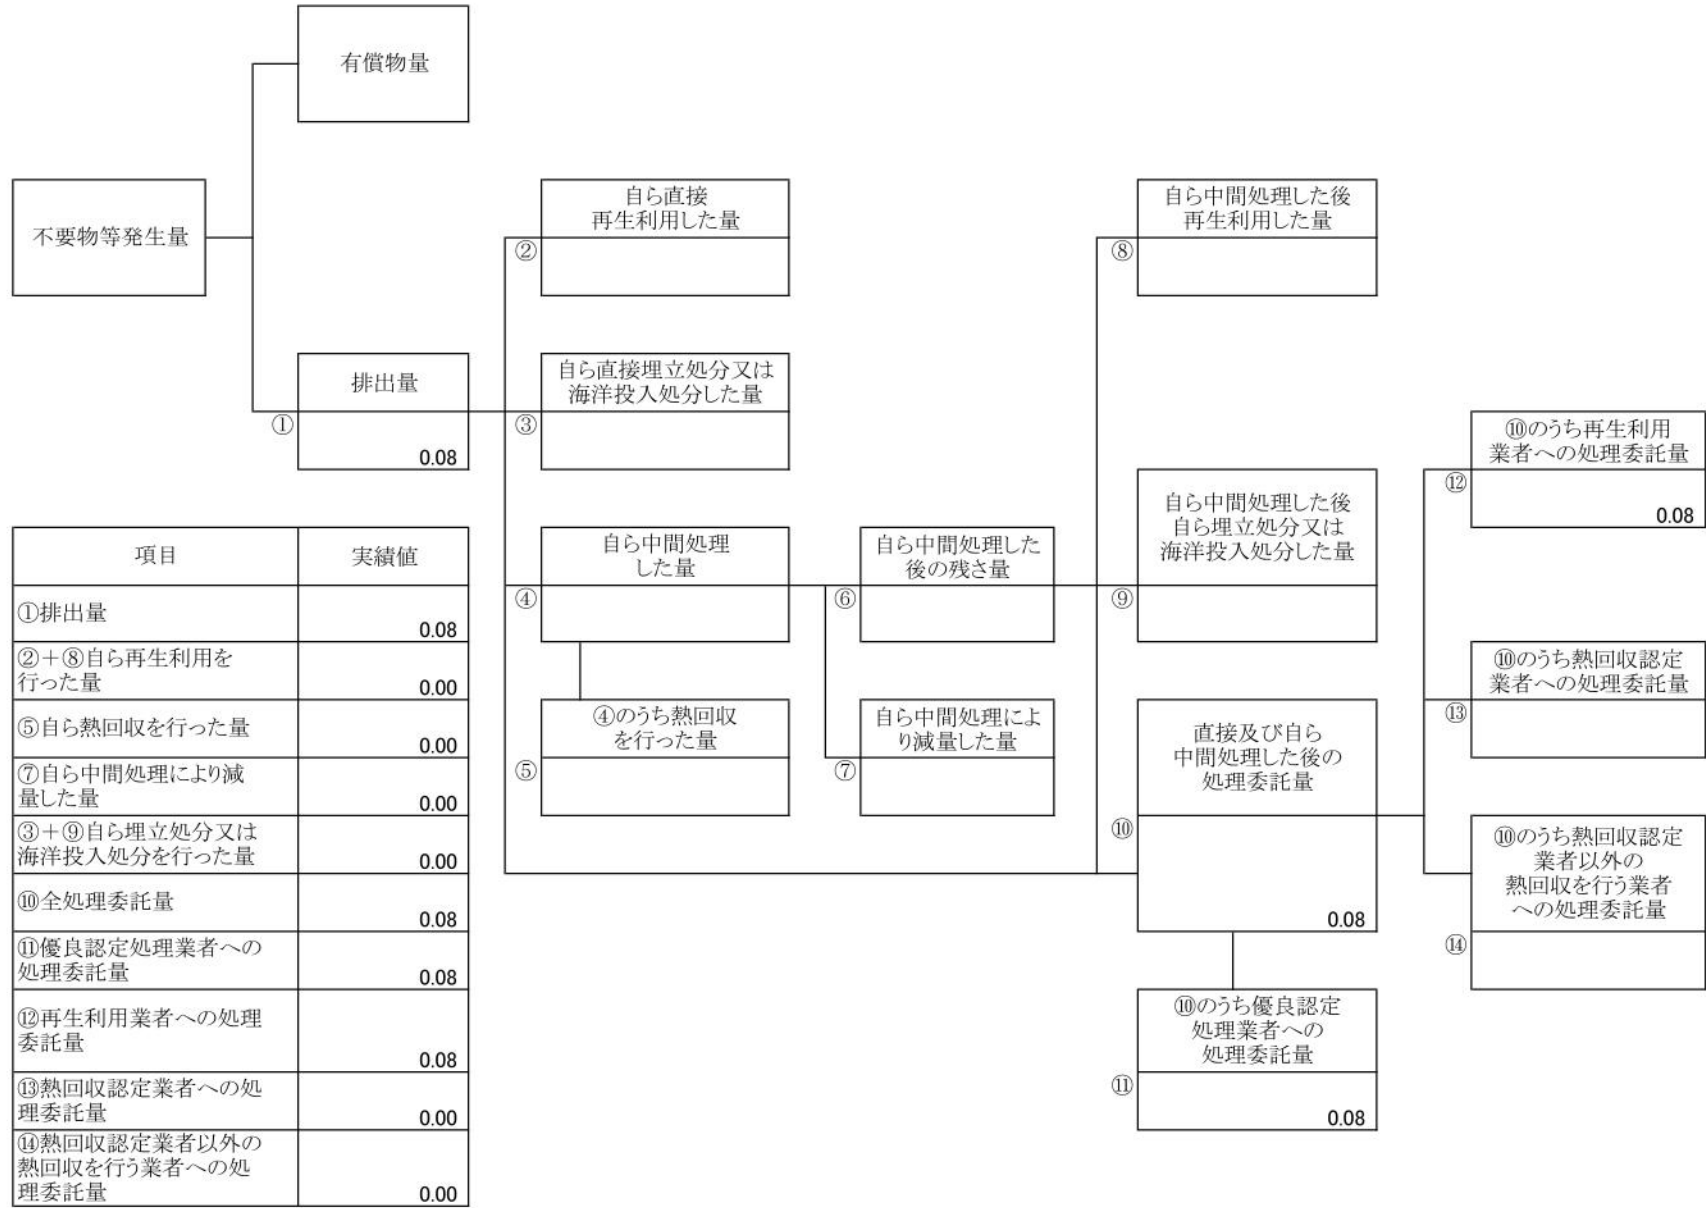 有償物量
不要物等発生量
自ら直接
再生利用した量
②
自ら中間処理した後
再生利用した量
⑧
排出量
①
0.08
自ら直接埋立処分又は
海洋投入処分した量
③
⑩のうち再生利用
業者への処理委託量
⑫
0.08
自ら中間処理した後
自ら埋立処分又は
海洋投入処分した量
⑨
自ら中間処理
した量
④
自ら中間処理した
後の残さ量
⑥
⑩のうち熱回収認定
業者への処理委託量
⑬
④のうち熱回収
を行った量
⑤
自ら中間処理によ
り減量した量
⑦
直接及び自ら
中間処理した後の
処理委託量
⑩
0.08
⑩のうち熱回収認定
業者以外の
熱回収を行う業者
への処理委託量
⑭
⑩のうち優良認定
処理業者への
処理委託量
⑪
0.08
項目 実績値
①排出量
0.08
②+⑧自ら再生利用を
行った量
0.00
⑤自ら熱回収を行った量
0.00
⑦自ら中間処理により減
量した量
0.00
③+⑨自ら埋立処分又は
海洋投入処分を行った量
0.00
⑩全処理委託量
0.08
⑪優良認定処理業者への
処理委託量
0.08
⑫再生利用業者への処理
委託量
0.08
⑬熱回収認定業者への処
理委託量
0.00
⑭熱回収認定業者以外の
熱回収を行う業者への処
理委託量
0.00